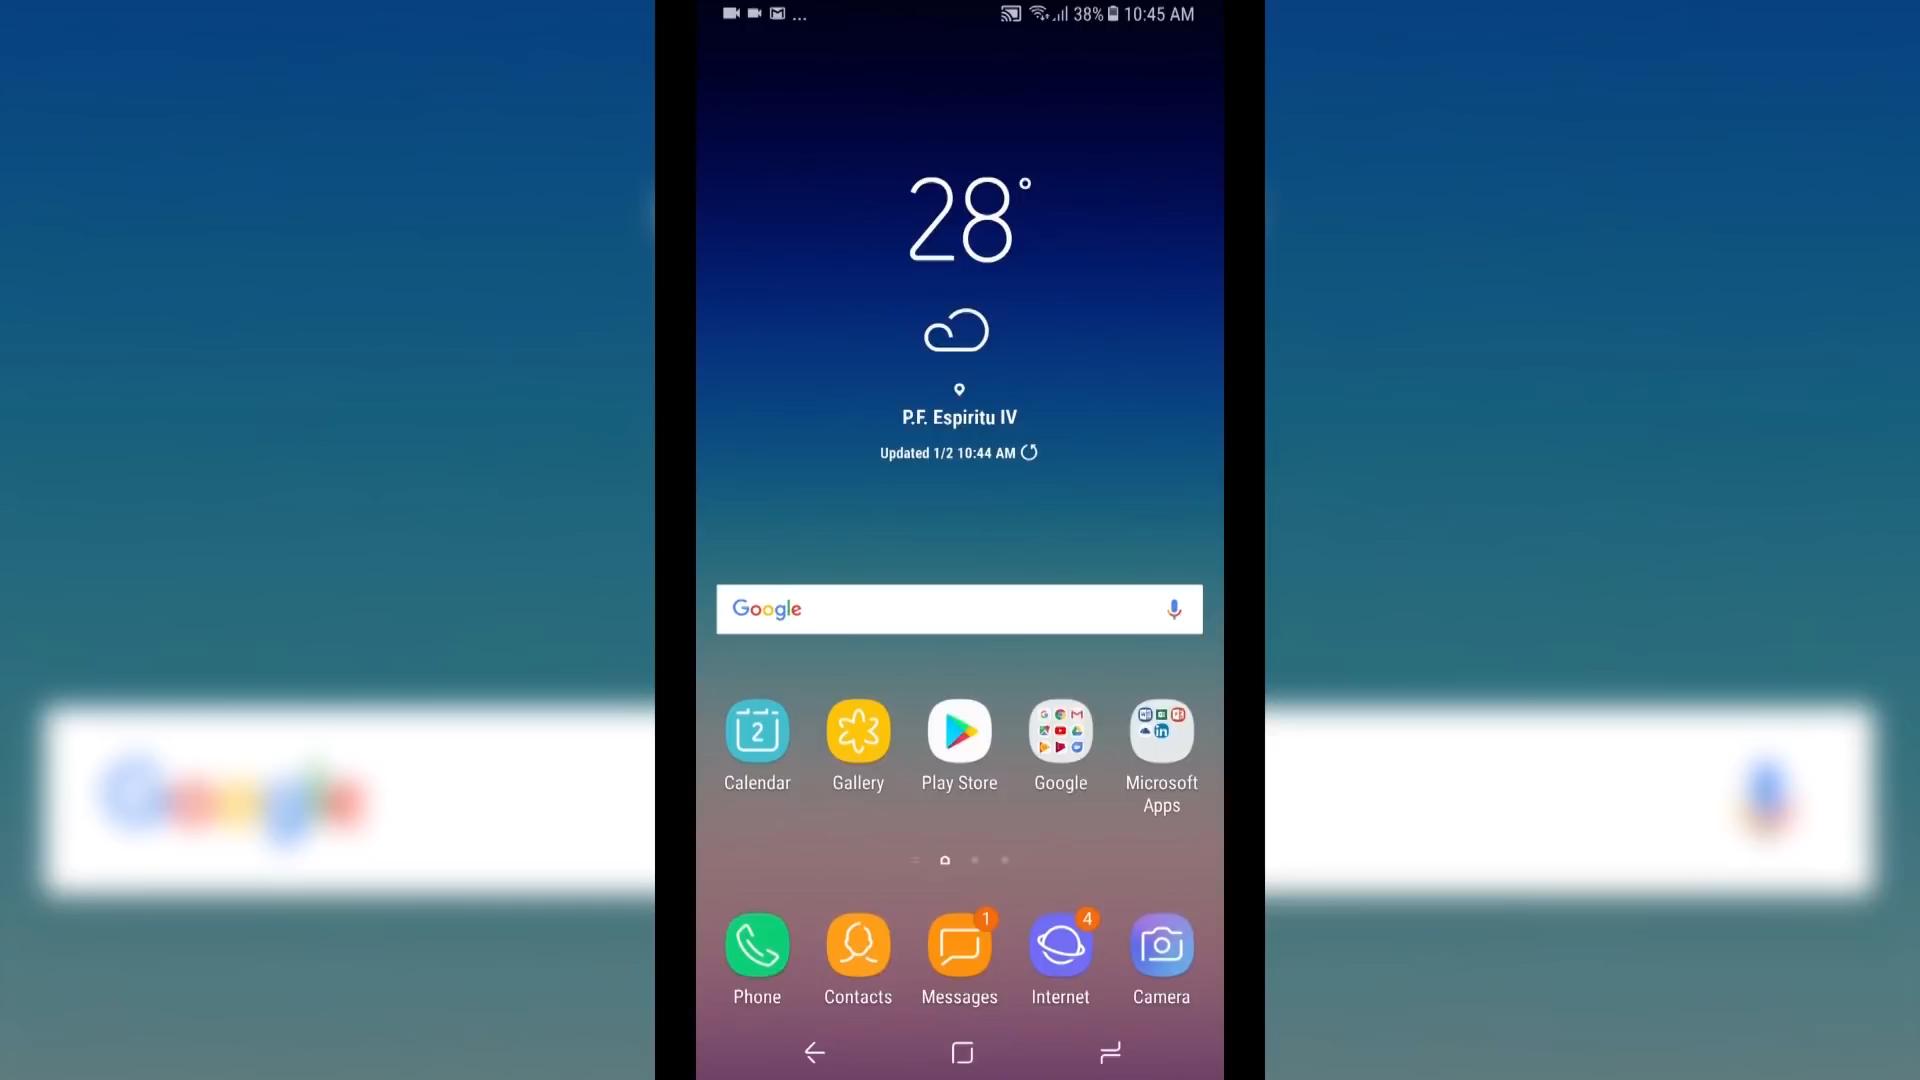 ... 38% 10:45 AM
28°
P.F. Espiritu IV
Updated 1/2 10:44 AM
Google
2
Calendar Gallery Play Store Google Microsoft Apps
1 4
Phone Contacts Messages Internet Camera